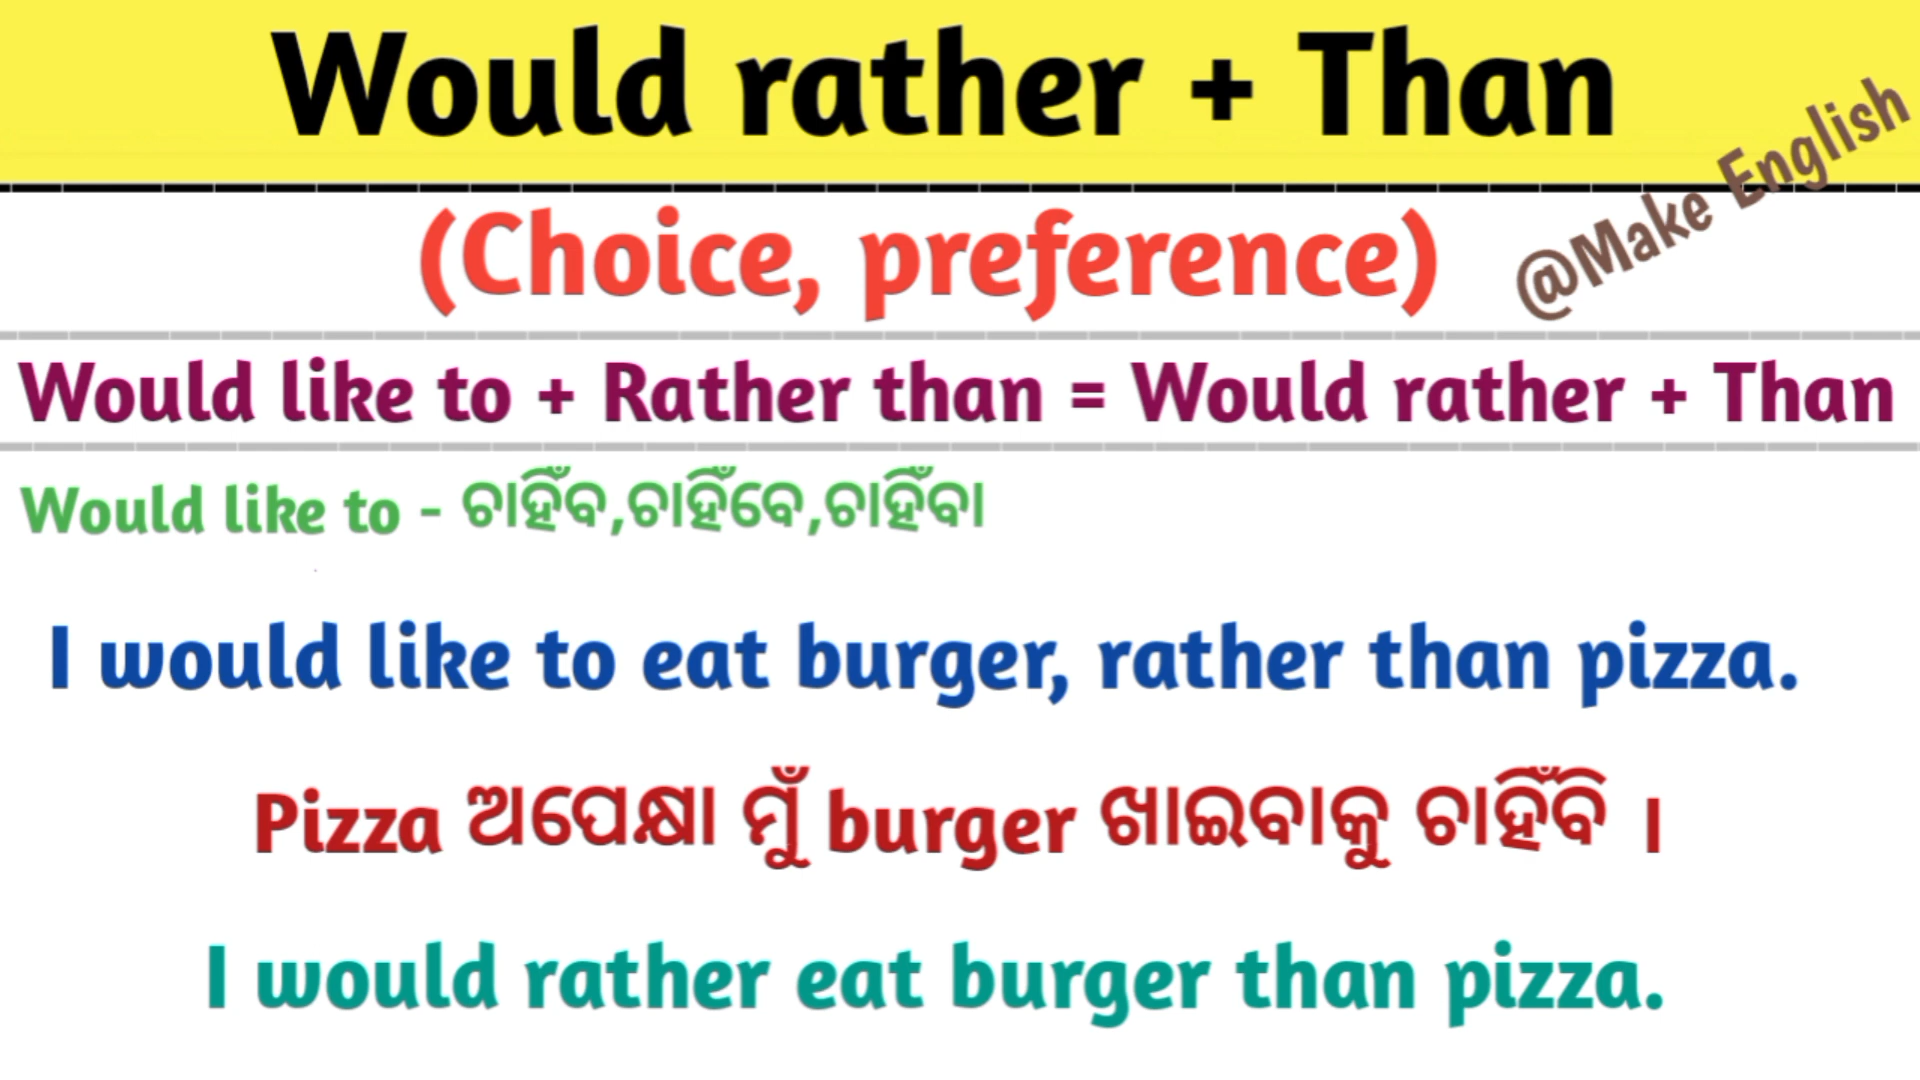 Would rather + Than
(Choice, preference)
@Make English
Would like to + Rather than = Would rather + Than
Would like to - ଚାହିଁବ,ଚାହିଁବେ,ଚାହିଁବା
I would like to eat burger, rather than pizza.
Pizza ଅପେକ୍ଷା ମୁଁ burger ଖାଇବାକୁ ଚାହିଁବି ।
I would rather eat burger than pizza.